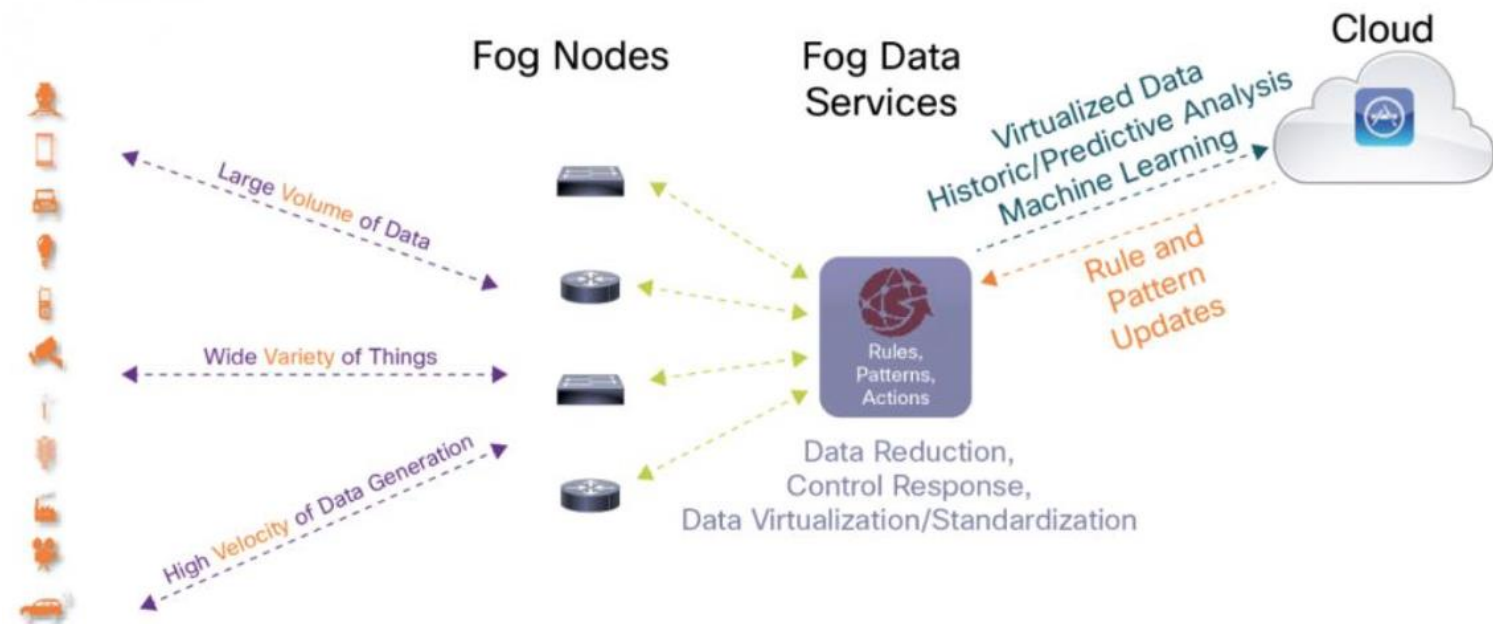 Cloud
Fog Nodes
Fog Data
Services
Virtualized Data
Historic/Predictive Analysis
Machine Learning
Large Volume of Data
Rule and
Pattern
Updates
Wide Variety of Things
Rules,
Patterns,
Actions
High Velocity of Data Generation
Data Reduction,
Control Response,
Data Virtualization/Standardization